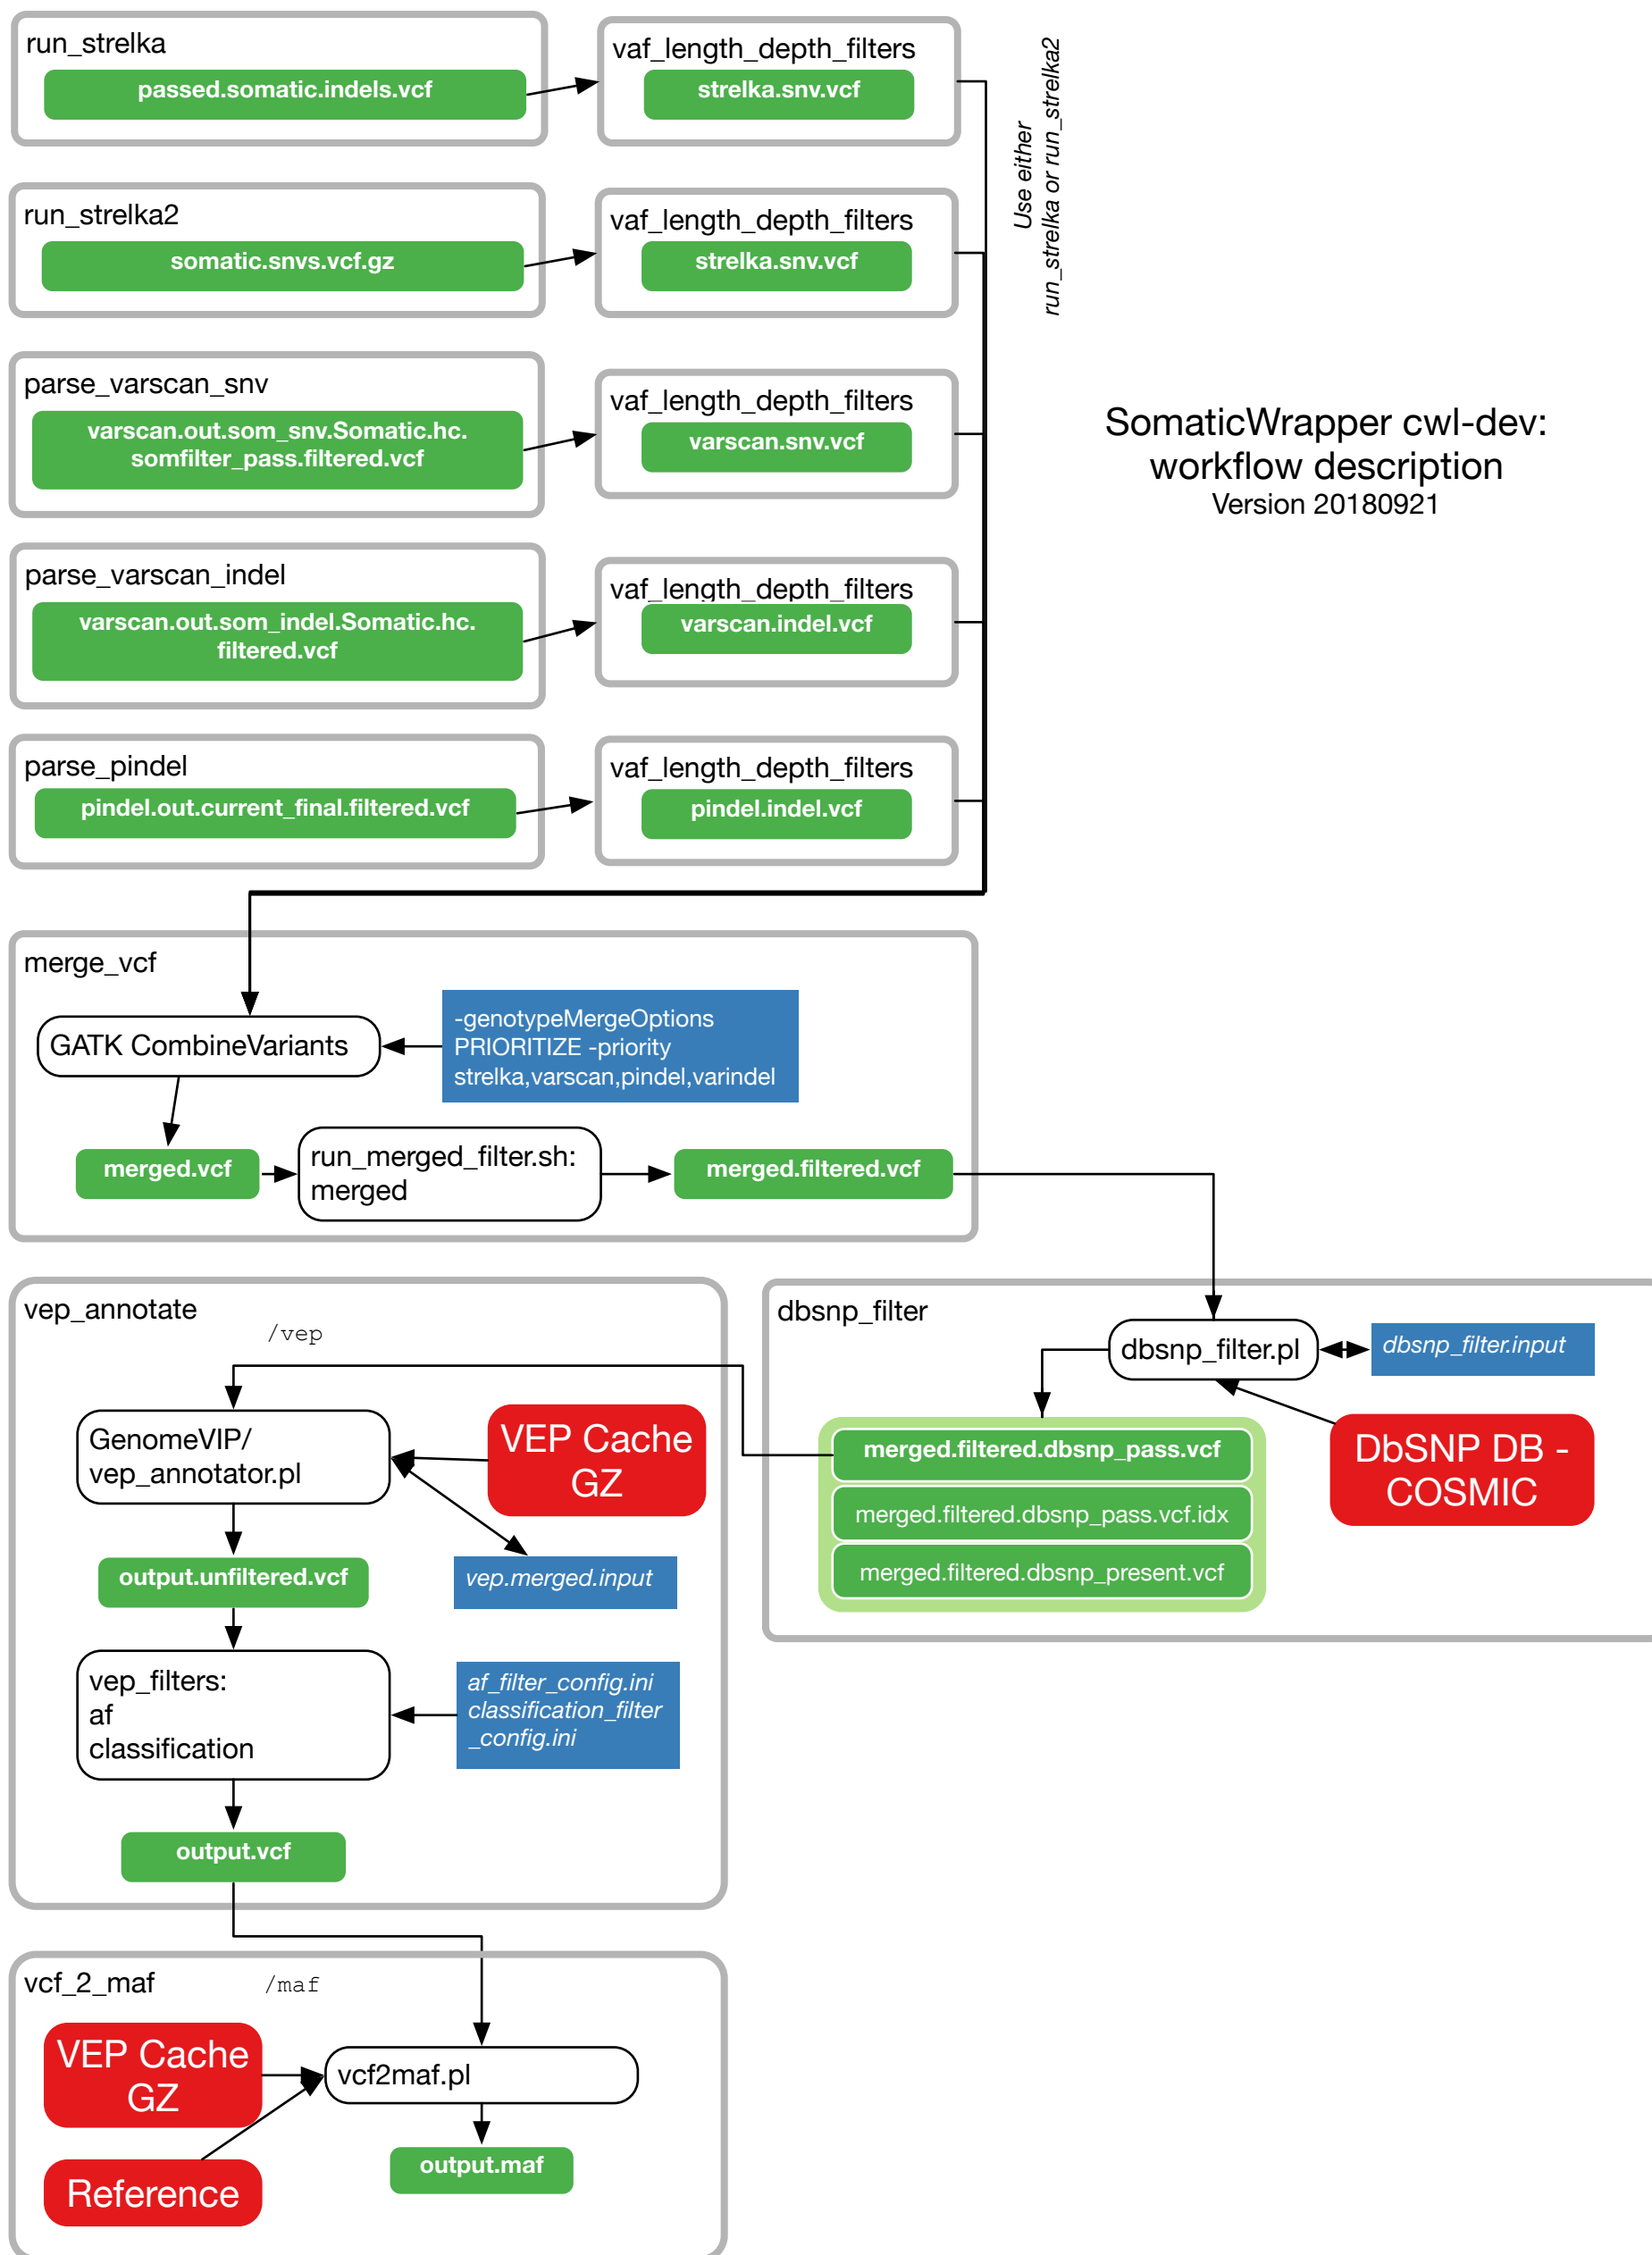 run_strelka
passed.somatic.indels.vcf
vaf_length_depth_filters
strelka.snv.vcf
Use either
run_strelka or run_strelka2
run_strelka2
somatic.snvs.vcf.gz
vaf_length_depth_filters
strelka.snv.vcf
parse_varscan_snv
varscan.out.som_snv.Somatic.hc.
somfilter_pass.filtered.vcf
vaf_length_depth_filters
varscan.snv.vcf
SomaticWrapper cwl-dev:
workflow description
Version 20180921
parse_varscan_indel
varscan.out.som_indel.Somatic.hc.
filtered.vcf
vaf_length_depth_filters
varscan.indel.vcf
parse_pindel
pindel.out.current_final.filtered.vcf
vaf_length_depth_filters
pindel.indel.vcf
merge_vcf
GATK CombineVariants
-genotypeMergeOptions
PRIORITIZE -priority
strelka,varscan,pindel,varindel
merged.vcf
run_merged_filter.sh:
merged
merged.filtered.vcf
vep_annotate
/vep
GenomeVIP/
vep_annotator.pl
VEP Cache
GZ
output.unfiltered.vcf
vep.merged.input
vep_filters:
af
classification
af_filter_config.ini
classification_filter
_config.ini
output.vcf
dbsnp_filter
dbsnp_filter.pl
dbsnp_filter.input
merged.filtered.dbsnp_pass.vcf
merged.filtered.dbsnp_pass.vcf.idx
merged.filtered.dbsnp_present.vcf
DbSNP DB -
COSMIC
vcf_2_maf
/maf
VEP Cache
GZ
vcf2maf.pl
Reference
output.maf